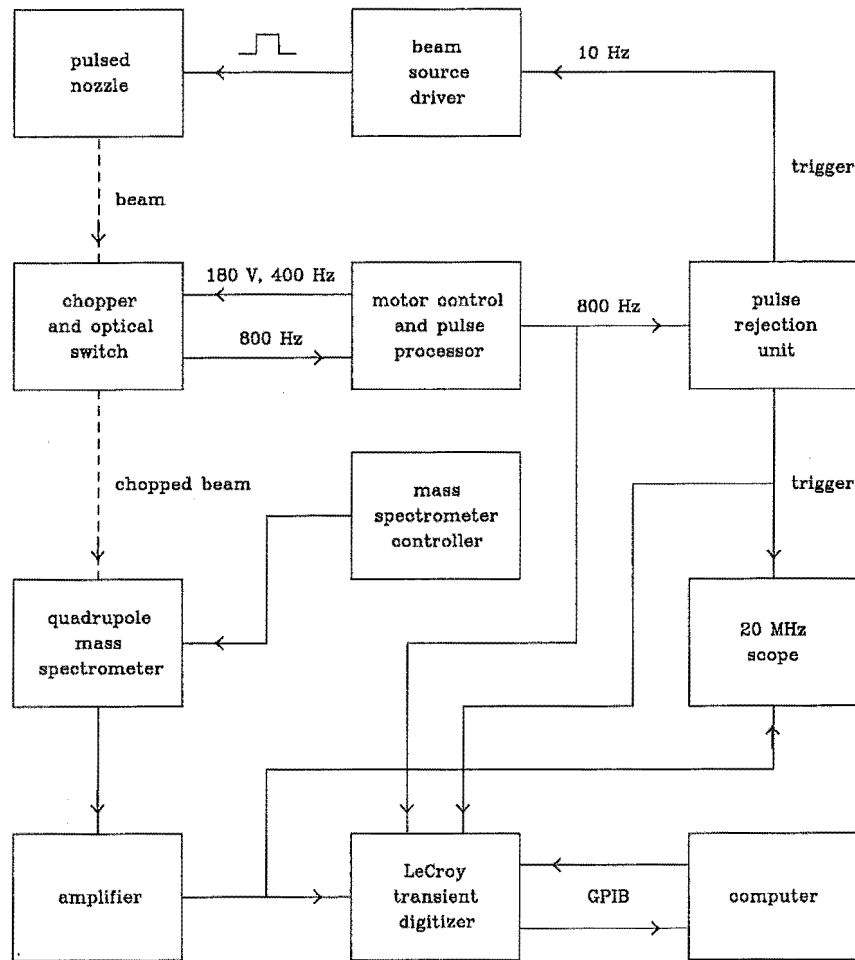 pulsed
nozzle
beam
source
driver
10 Hz
trigger
beam
chopper
and optical
switch
180 V, 400 Hz
800 Hz
motor control
and pulse
processor
800 Hz
pulse
rejection
unit
chopped beam
mass
spectrometer
controller
trigger
quadrupole
mass
spectrometer
20 MHz
scope
amplifier
LeCroy
transient
digitizer
GPIB
computer